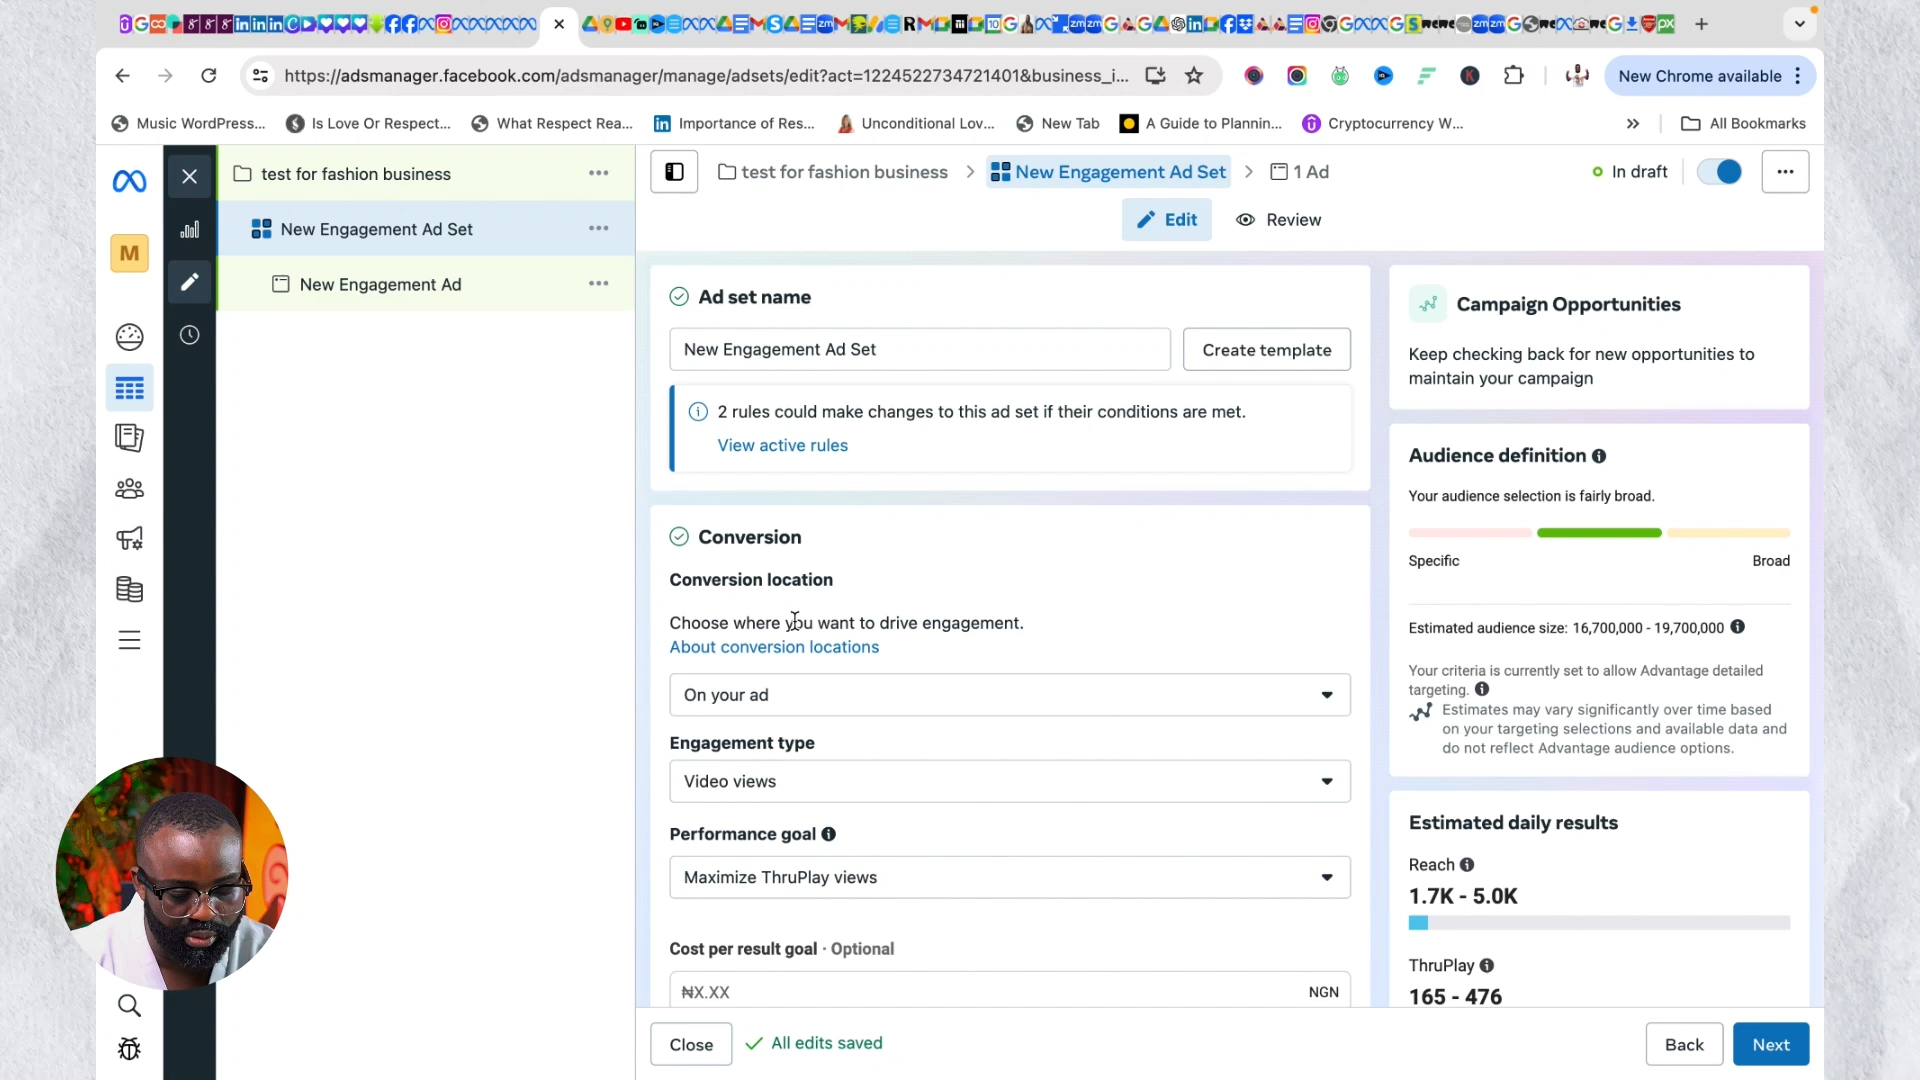 https://adsmanager.facebook.com/adsmanager/manage/adsets/edit?act=1224522734721401&business_i...
New Chrome available
Music WordPress...
Is Love Or Respect...
What Respect Rea...
Importance of Res...
Unconditional Lov...
New Tab
A Guide to Plannin...
Cryptocurrency W...
All Bookmarks
M
test for fashion business
New Engagement Ad Set
New Engagement Ad
test for fashion business
New Engagement Ad Set
1 Ad
In draft
Edit
Review
Ad set name
New Engagement Ad Set
Create template
2 rules could make changes to this ad set if their conditions are met.
View active rules
Conversion
Conversion location
Choose where you want to drive engagement.
About conversion locations
On your ad
Engagement type
Video views
Performance goal
Maximize ThruPlay views
Cost per result goal · Optional
₦X.XX
NGN
Campaign Opportunities
Keep checking back for new opportunities to
maintain your campaign
Audience definition
Your audience selection is fairly broad.
Specific
Broad
Estimated audience size: 16,700,000 - 19,700,000
Your criteria is currently set to allow Advantage detailed
targeting.
Estimates may vary significantly over time based
on your targeting selections and available data and
do not reflect Advantage audience options.
Estimated daily results
Reach
1.7K - 5.0K
ThruPlay
165 - 476
Close
All edits saved
Back
Next